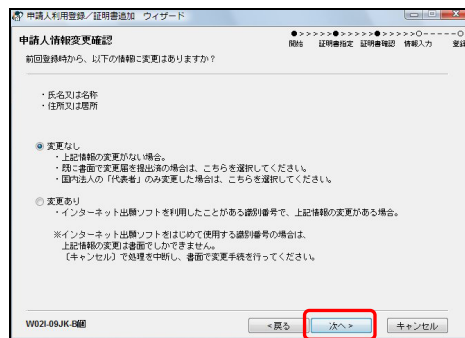 申請人利用登録／証明書追加 ウィザード
申請人情報変更確認
●>>>>>●>>>>>●>>>>>○-----○
開始 証明書指定 証明書確認 情報入力 登録
前回登録時から、以下の情報に変更はありますか？
・氏名又は名称
・住所又は居所
変更なし
・上記情報の変更がない場合。
・既に書面で変更届を提出済の場合は、こちらを選択してください。
・国内法人の「代表者」のみ変更した場合は、こちらを選択してください。
変更あり
・インターネット出願ソフトを利用したことがある識別番号で、上記情報の変更がある場合。
※インターネット出願ソフトをはじめて使用する識別番号の場合は、
上記情報の変更は書面でしかできません。
［キャンセル］で処理を中断し、書面で変更手続を行ってください。
W02I-09JK-B個
<戻る 次へ> キャンセル